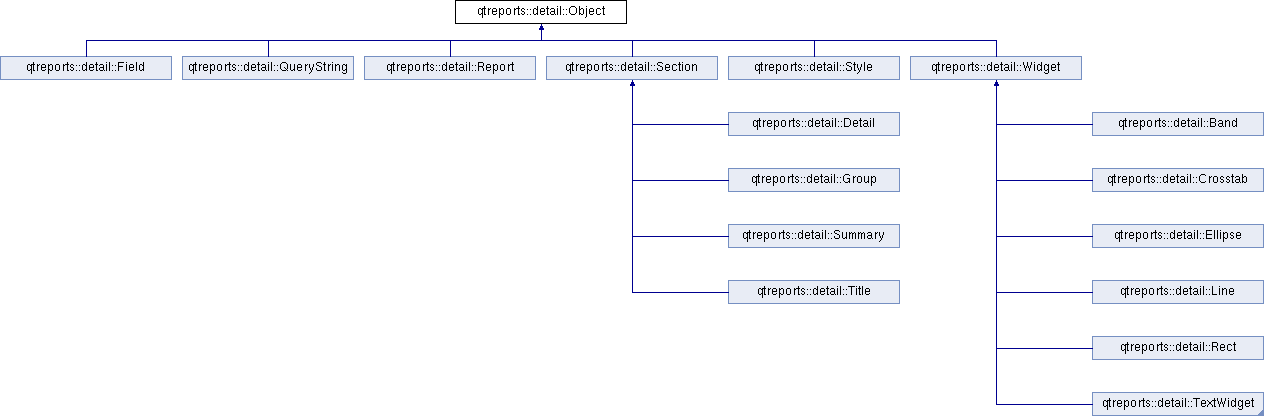 qtreports::detail::Object
qtreports::detail::Field
qtreports::detail::QueryString
qtreports::detail::Report
qtreports::detail::Section
qtreports::detail::Style
qtreports::detail::Widget
qtreports::detail::Detail
qtreports::detail::Band
qtreports::detail::Group
qtreports::detail::Crosstab
qtreports::detail::Summary
qtreports::detail::Ellipse
qtreports::detail::Title
qtreports::detail::Line
qtreports::detail::Rect
qtreports::detail::TextWidget